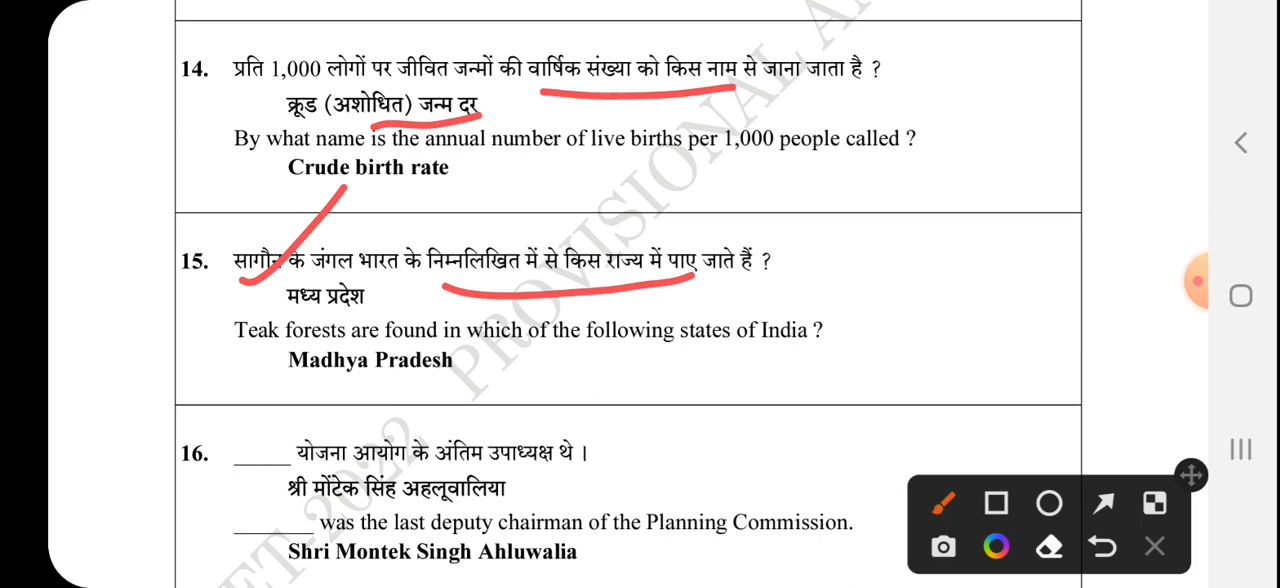 14. प्रति 1,000 लोगों पर जीवित जन्मों की वार्षिक संख्या को किस नाम से जाना जाता है ?
क्रूड (अशोधित) जन्म दर
By what name is the annual number of live births per 1,000 people called ?
Crude birth rate
15. सागौन के जंगल भारत के निम्नलिखित में से किस राज्य में पाए जाते हैं ?
मध्य प्रदेश
Teak forests are found in which of the following states of India ?
Madhya Pradesh
16. _____ योजना आयोग के अंतिम उपाध्यक्ष थे ।
श्री मोंटेक सिंह अहलूवालिया
_______ was the last deputy chairman of the Planning Commission.
Shri Montek Singh Ahluwalia
ET-2022 PROVISIONAL A